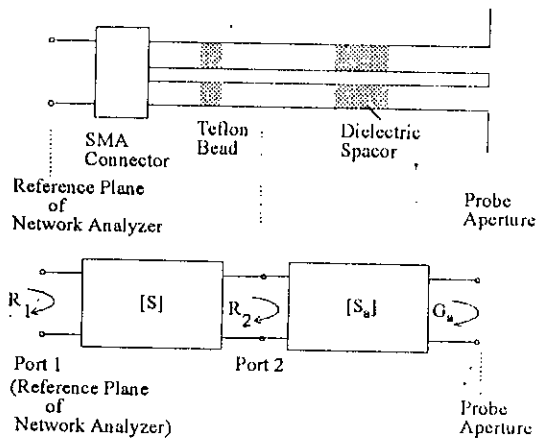 SMA
Connector
Teflon
Bead
Dielectric
Spacor
Reference Plane
of
Network Analyzer
Probe
Aperture
R1
[S]
R2
[Sa]
Ga
Port 1
(Reference Plane
of
Network Analyzer)
Port 2
Probe
Aperture